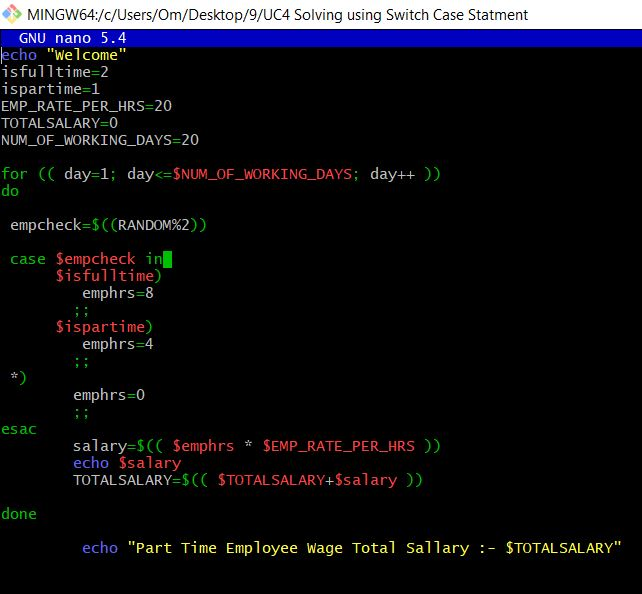 MINGW64:/c/Users/Om/Desktop/9/UC4 Solving using Switch Case Statment
GNU nano 5.4
echo "Welcome"
isfulltime=2
ispartime=1
EMP_RATE_PER_HRS=20
TOTALSALARY=0
NUM_OF_WORKING_DAYS=20
for (( day=1; day<=$NUM_OF_WORKING_DAYS; day++ ))
do
empcheck=$((RANDOM%2))
case $empcheck in
$isfulltime)
emphrs=8
;;
$ispartime)
emphrs=4
;;
*)
emphrs=0
;;
esac
salary=$(( $emphrs * $EMP_RATE_PER_HRS ))
echo $salary
TOTALSALARY=$(( $TOTALSALARY+$salary ))
done
echo "Part Time Employee Wage Total Sallary :- $TOTALSALARY"